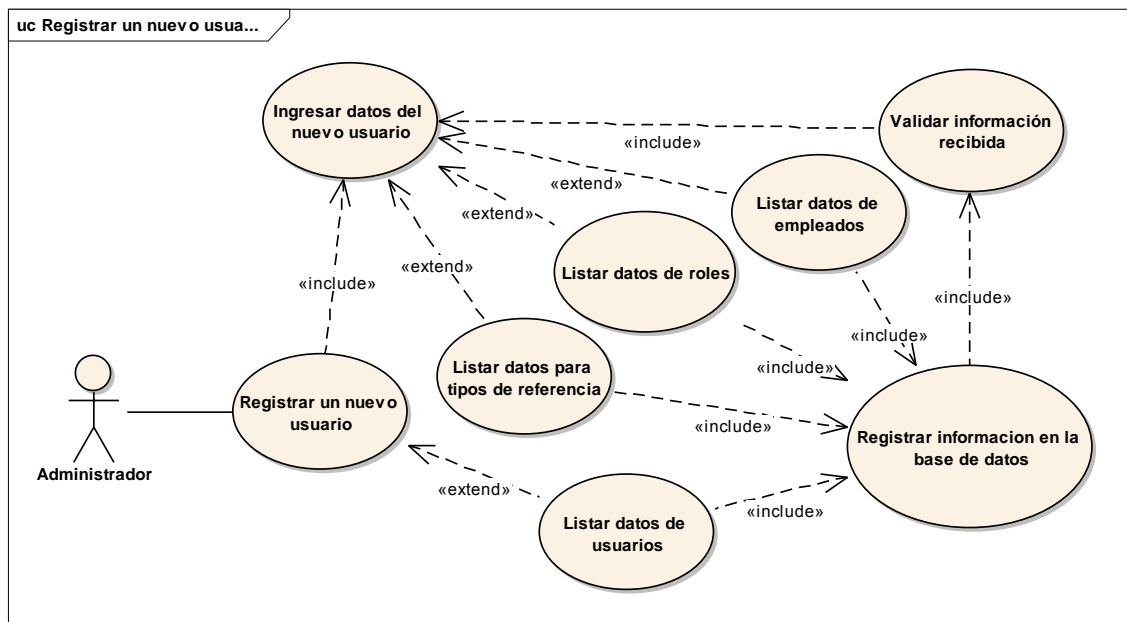 uc Registrar un nuevo usua...
Ingresar datos del
nuevo usuario
Validar información
recibida
«include»
«extend»
Listar datos de
empleados
«extend»
Listar datos de roles
«extend»
«include»
«include»
«include»
Listar datos para
tipos de referencia
«include»
Registrar un nuevo
usuario
«include»
Registrar informacion en la
base de datos
Administrador
«extend»
«include»
Listar datos de
usuarios